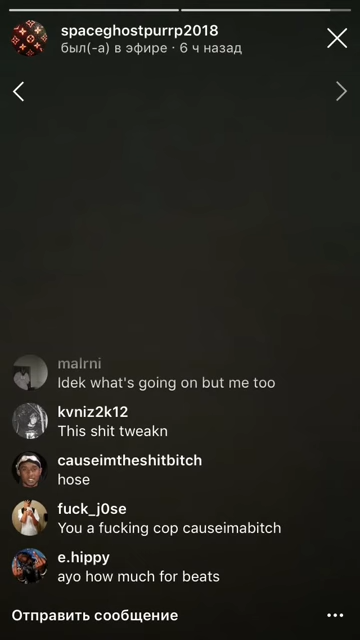 spaceghostpurrp2018
был(-а) в эфире · 6 ч назад
malrni
Idek what's going on but me too
kvniz2k12
This shit tweakn
causeimtheshitbitch
hose
fuck_j0se
You a fucking cop causeimabitch
e.hippy
ayo how much for beats
Отправить сообщение